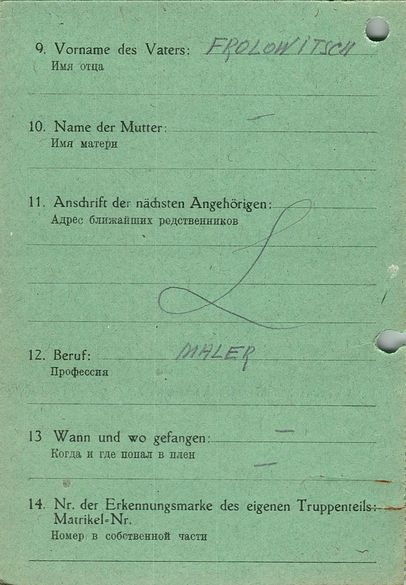 9. Vorname des Vaters: FROLOWITSCH
Имя отца
10. Name der Mutter: —
Имя матери
11. Anschrift der nächsten Angehörigen:
Адрес ближайших родственников
12. Beruf: MALER
Профессия
13 Wann und wo gefangen: —
Когда и где попал в плен —
14. Nr. der Erkennungsmarke des eigenen Truppenteils:
Matrikel-Nr.
Номер в собственной части